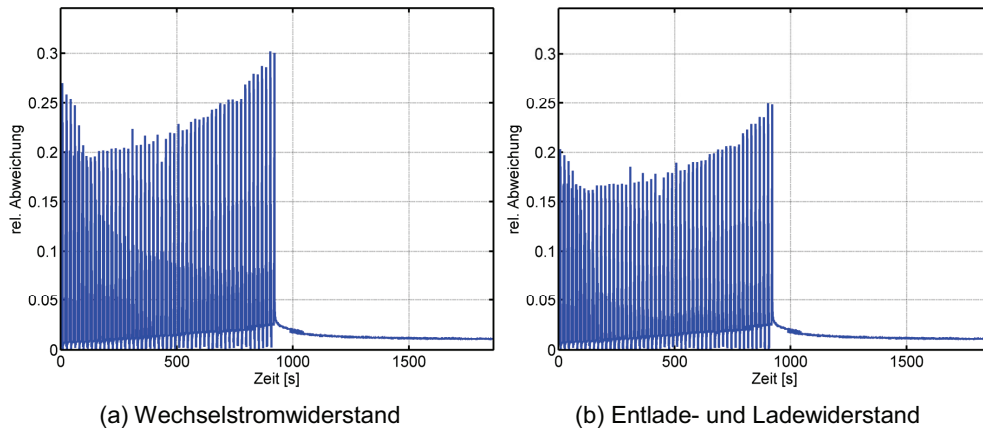 0.3
0.25
0.2
0.15
0.1
0.05
0
rel. Abweichung
0 500 1000 1500
Zeit [s]
(a) Wechselstromwiderstand
0.3
0.25
0.2
0.15
0.1
0.05
0
rel. Abweichung
0 500 1000 1500
Zeit [s]
(b) Entlade- und Ladewiderstand